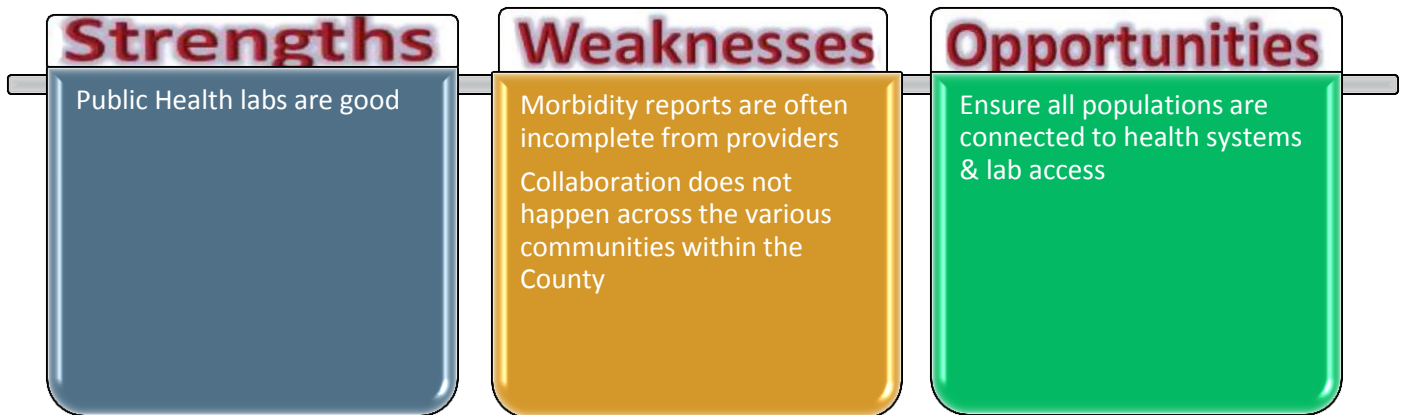 Strengths
Public Health labs are good
Weaknesses
Morbidity reports are often
incomplete from providers
Collaboration does not
happen across the various
communities within the
County
Opportunities
Ensure all populations are
connected to health systems
& lab access